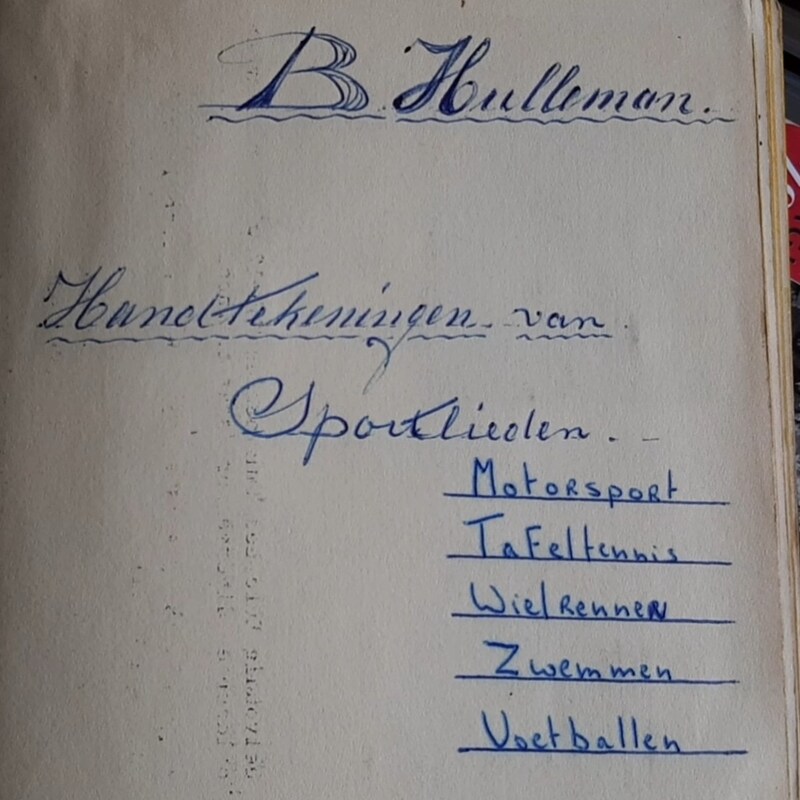 B. Hulleman.
Handtekeningen van
Sportlieden.
Motorsport
Tafeltennis
Wielrennen
Zwemmen
Voetballen